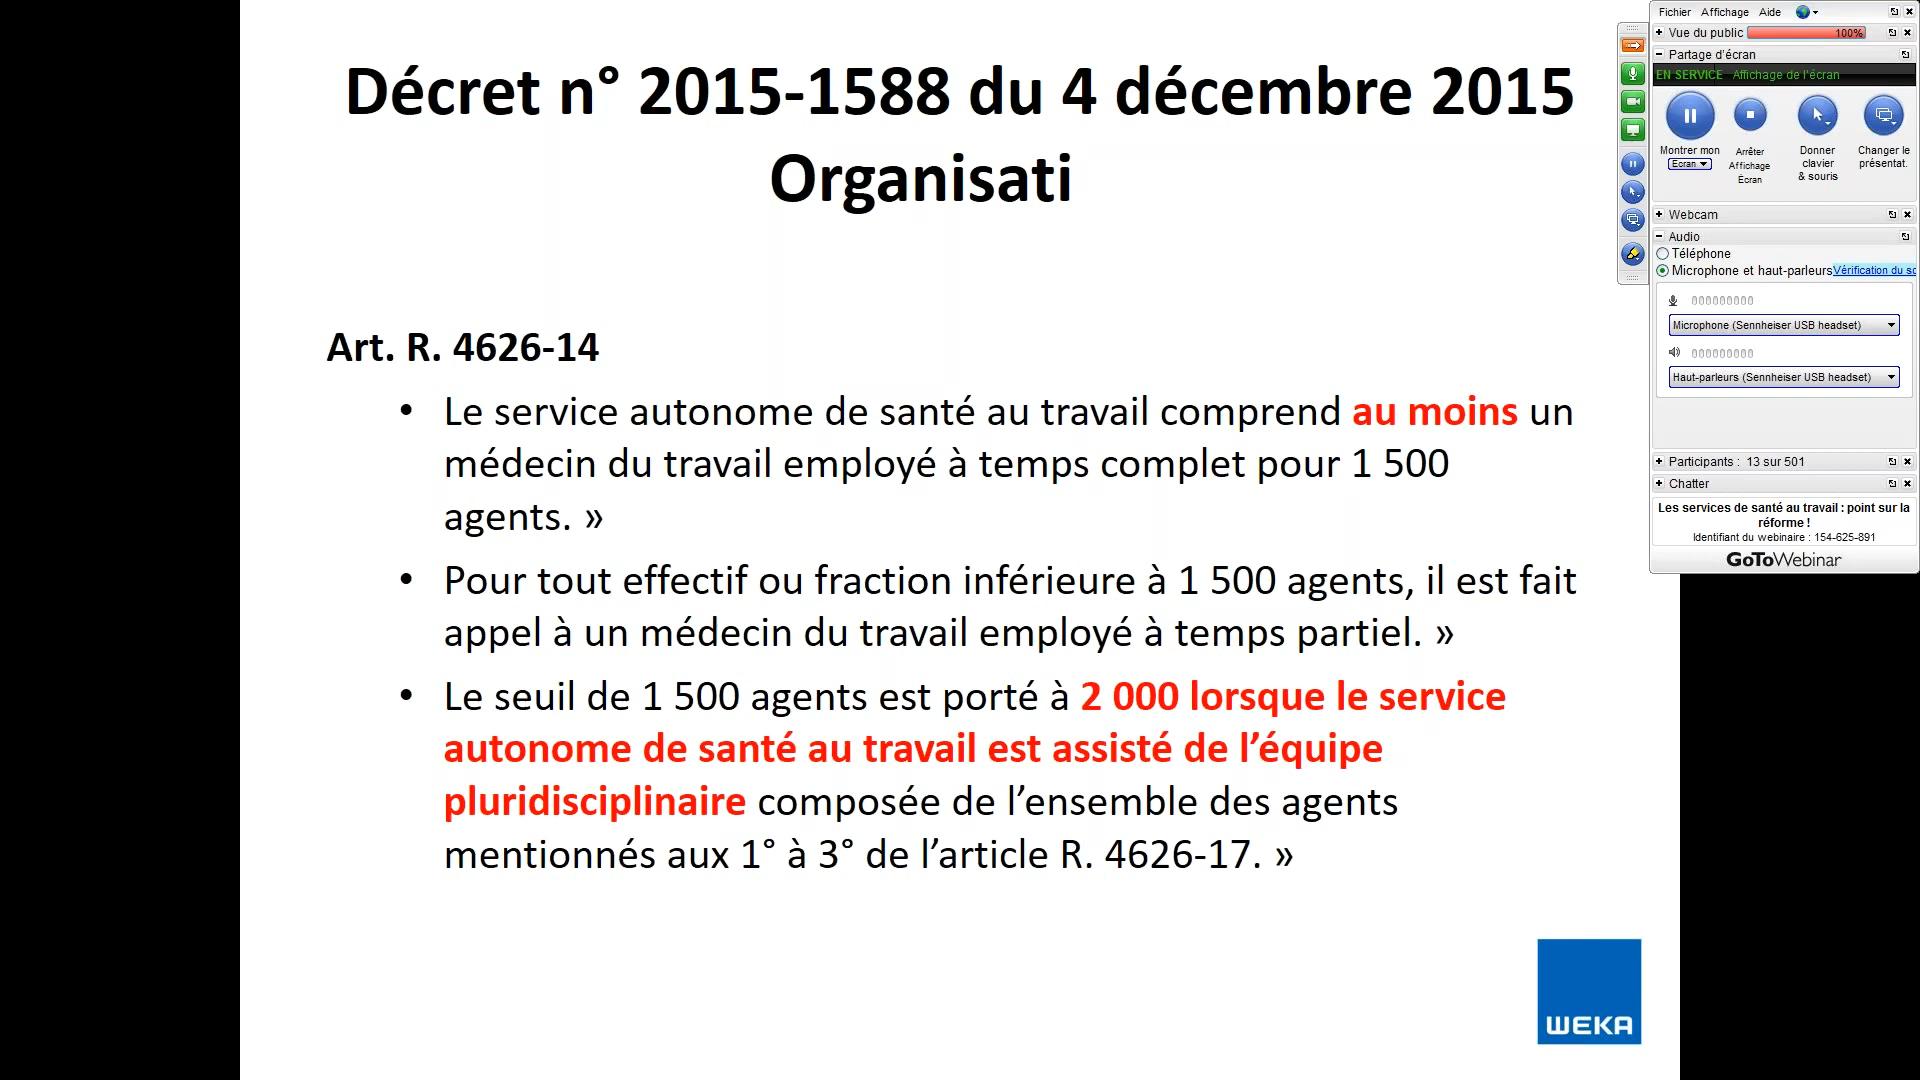 Décret n° 2015-1588 du 4 décembre 2015
Organisati
Art. R. 4626-14
• Le service autonome de santé au travail comprend au moins un
médecin du travail employé à temps complet pour 1 500
agents. »
• Pour tout effectif ou fraction inférieure à 1 500 agents, il est fait
appel à un médecin du travail employé à temps partiel. »
• Le seuil de 1 500 agents est porté à 2 000 lorsque le service
autonome de santé au travail est assisté de l’équipe
pluridisciplinaire composée de l’ensemble des agents
mentionnés aux 1° à 3° de l’article R. 4626-17. »
WEKA
Fichier Affichage Aide
Vue du public 100%
Partage d'écran
EN SERVICE Affichage de l'écran
Montrer mon
Ecran
Arrêter
Affichage
Écran
Donner
clavier
& souris
Changer le
présentat.
Webcam
Audio
Téléphone
Microphone et haut-parleurs Vérification du so
000000000
Microphone (Sennheiser USB headset)
000000000
Haut-parleurs (Sennheiser USB headset)
Participants : 13 sur 501
Chatter
Les services de santé au travail : point sur la
réforme !
Identifiant du webinaire : 154-625-891
GoToWebinar